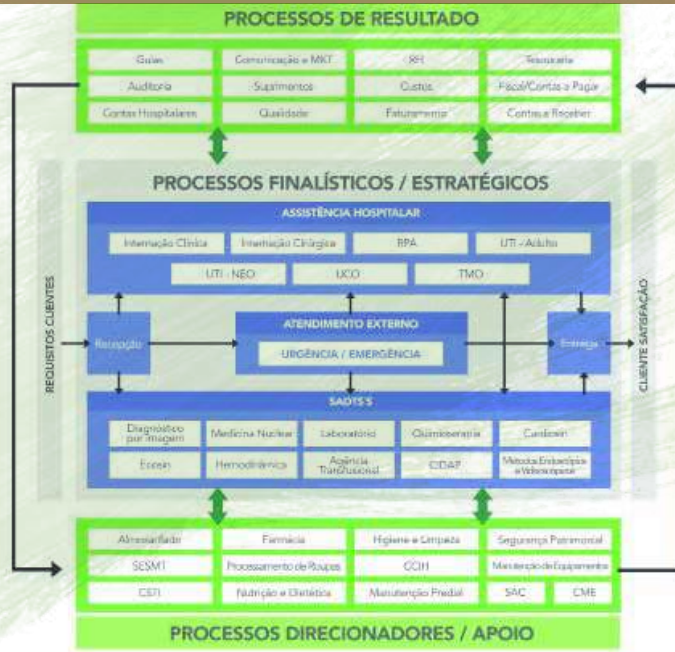 PROCESSOS DE RESULTADO
Guias
Comunicação e MKT
RH
Tesouraria
Auditoria
Suprimentos
Custos
Fiscal/Contas a Pagar
Contas Hospitalares
Qualidade
Faturamento
Contas a Receber
PROCESSOS FINALÍSTICOS / ESTRATÉGICOS
ASSISTÊNCIA HOSPITALAR
Internação Clínica
Internação Cirúrgica
RPA
UTI - Adulto
UTI - NEO
UCO
TMO
REQUISITOS CLIENTES
Recepção
ATENDIMENTO EXTERNO
URGÊNCIA / EMERGÊNCIA
Entrega
CLIENTE SATISFAÇÃO
SADTS'S
Diagnóstico
por imagem
Medicina Nuclear
Laboratório
Quimioterapia
Hemodinâmica
Agência
Transfusional
CIDAP
Métodos Endoscópico
Almoxarifado
Farmácia
Higiene e Limpeza
Segurança Patrimonial
SESMT
Processamento de Roupas
CCIH
Manutenção de Equipamentos
CETI
Nutrição e Dietética
Manutenção Predial
SAC
CME
PROCESSOS DIRECIONADORES / APOIO